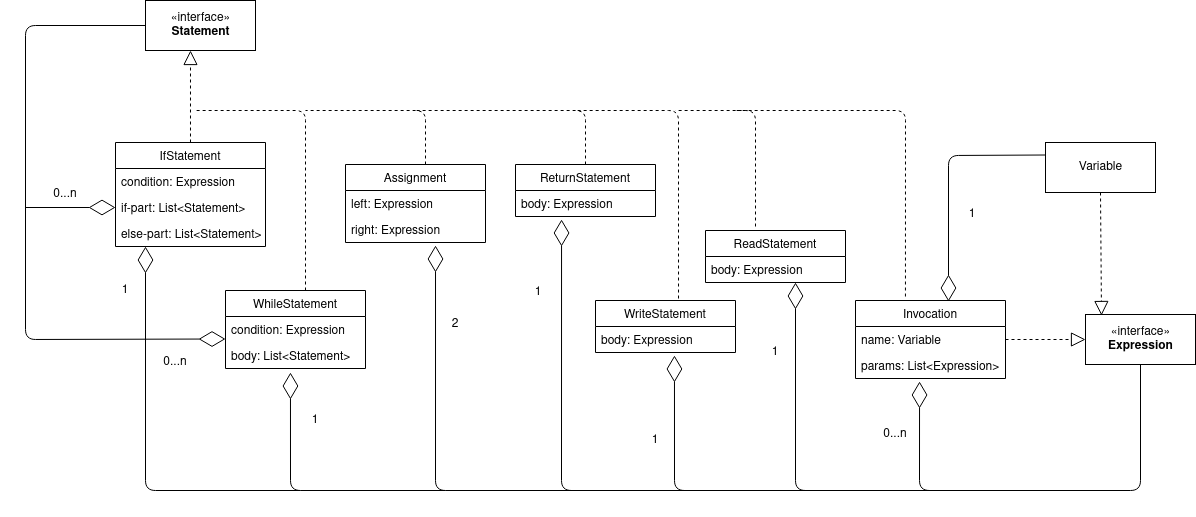 «interface»
Statement
IfStatement
condition: Expression
if-part: List<Statement>
else-part: List<Statement>
0...n
1
WhileStatement
condition: Expression
body: List<Statement>
0...n
1
Assignment
left: Expression
right: Expression
2
ReturnStatement
body: Expression
1
WriteStatement
body: Expression
1
ReadStatement
body: Expression
1
Invocation
name: Variable
params: List<Expression>
0...n
1
Variable
«interface»
Expression